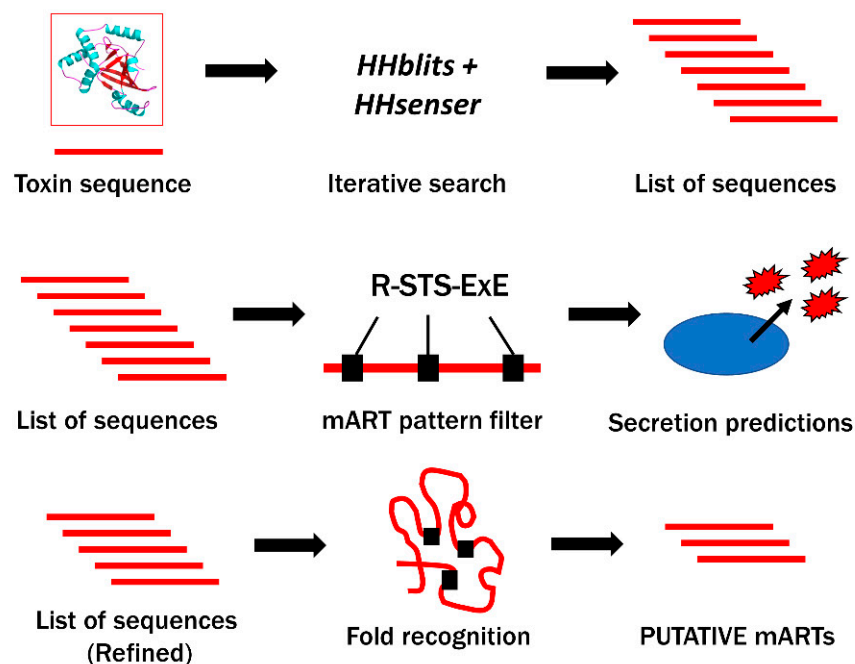 HHblits +
HHsenser
Toxin sequence
Iterative search
List of sequences
R-STS-ExE
List of sequences
mART pattern filter
Secretion predictions
List of sequences
(Refined)
Fold recognition
PUTATIVE mARTs